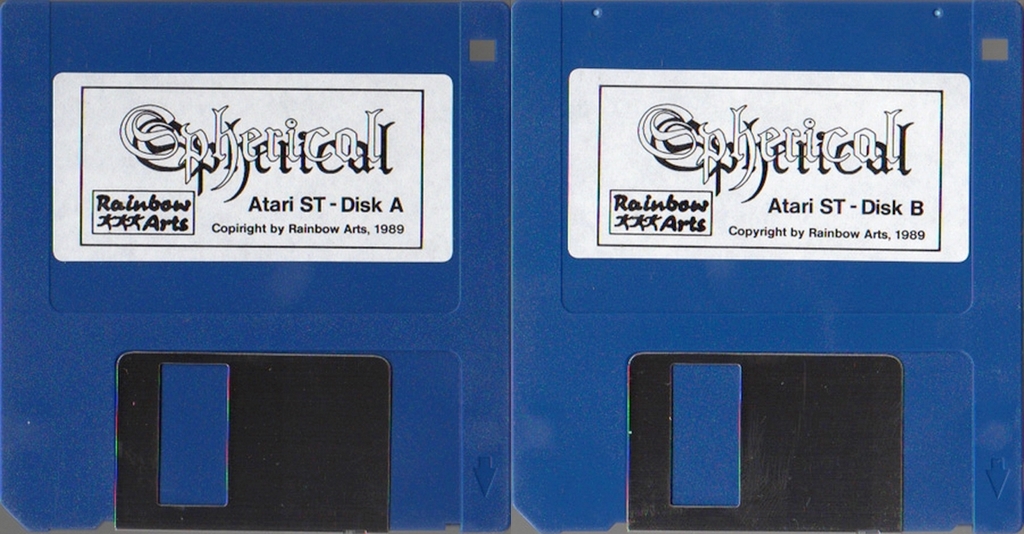 Spherical
Rainbow
Arts
Atari ST - Disk A
Copiright by Rainbow Arts, 1989
Spherical
Rainbow
Arts
Atari ST - Disk B
Copyright by Rainbow Arts, 1989